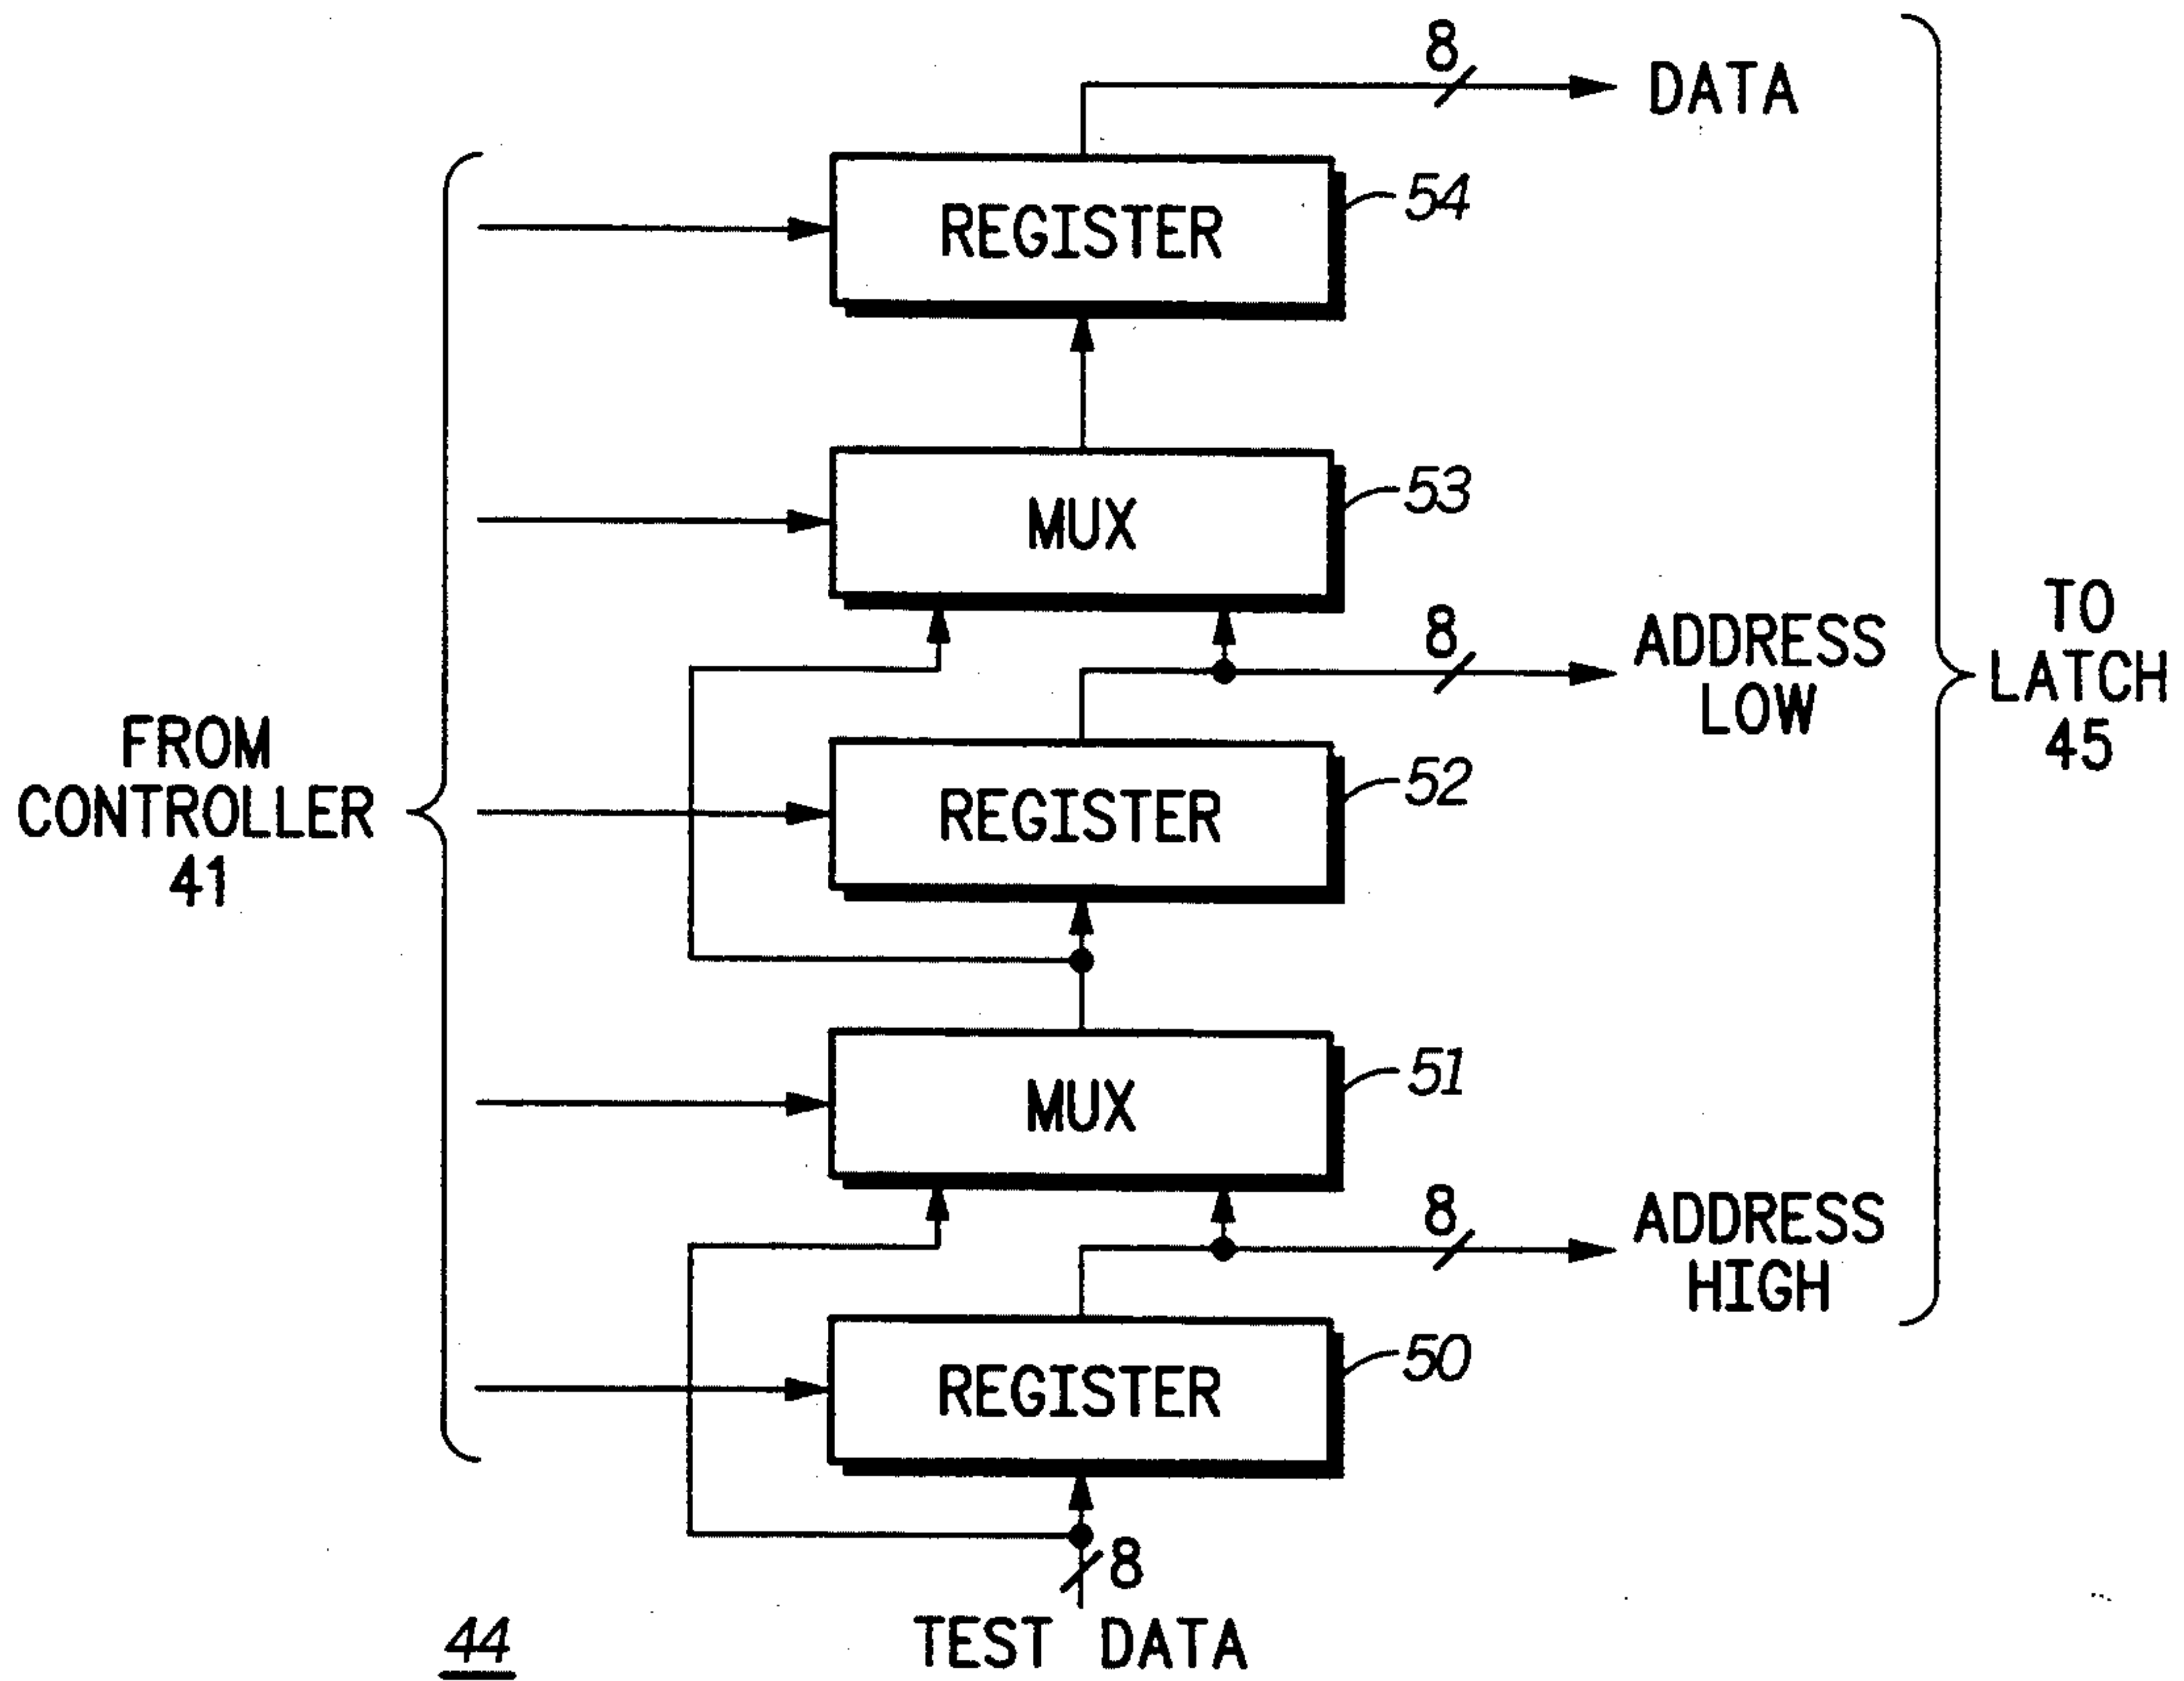 8
DATA
REGISTER
54
MUX
53
8
ADDRESS
LOW
TO
LATCH
45
FROM
CONTROLLER
41
REGISTER
52
MUX
51
8
ADDRESS
HIGH
REGISTER
50
8
TEST DATA
44